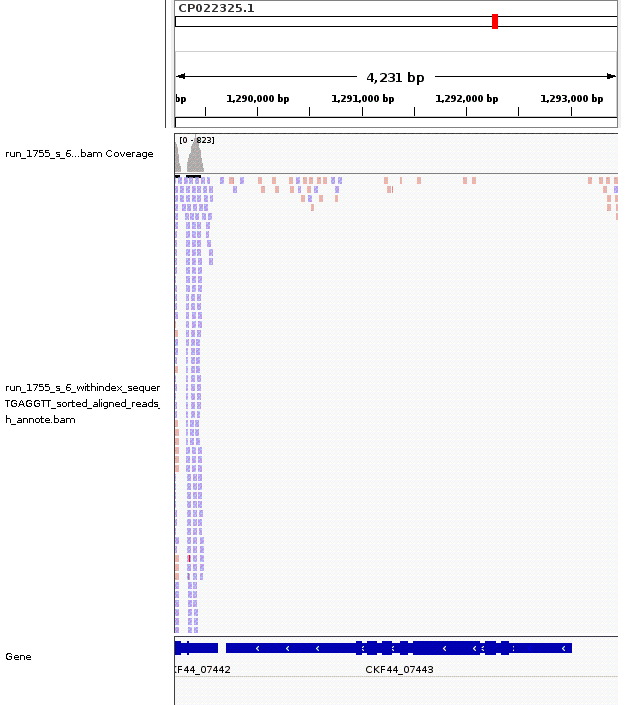 CP022325.1
4,231 bp
bp 1,290,000 bp 1,291,000 bp 1,292,000 bp 1,293,000 bp
[0 - 823]
run_1755_s_6...bam Coverage
run_1755_s_6_withindex_sequer
TGAGGTT_sorted_aligned_reads_
h_annote.bam
Gene
KF44_07442 CKF44_07443